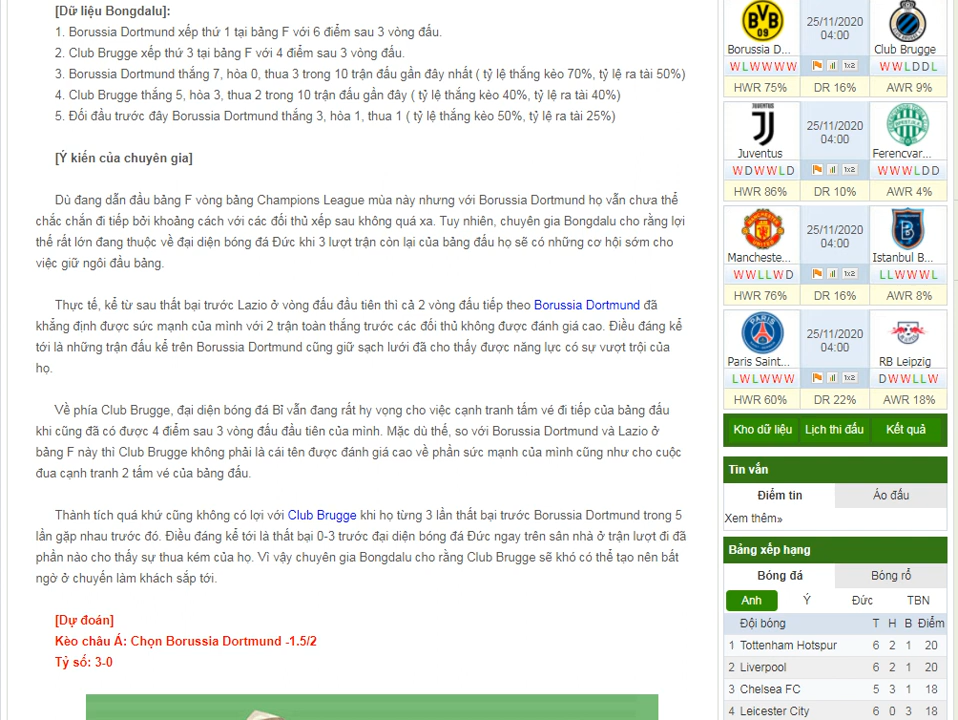 [Dữ liệu Bongdalu]:
1. Borussia Dortmund xếp thứ 1 tại bảng F với 6 điểm sau 3 vòng đấu.
2. Club Brugge xếp thứ 3 tại bảng F với 4 điểm sau 3 vòng đấu.
3. Borussia Dortmund thắng 7, hòa 0, thua 3 trong 10 trận đấu gần đây nhất ( tỷ lệ thắng kèo 70%, tỷ lệ ra tài 50%)
4. Club Brugge thắng 5, hòa 3, thua 2 trong 10 trận đấu gần đây ( tỷ lệ thắng kèo 40%, tỷ lệ ra tài 40%)
5. Đối đầu trước đây Borussia Dortmund thắng 3, hòa 1, thua 1 ( tỷ lệ thắng kèo 50%, tỷ lệ ra tài 25%)
[Ý kiến của chuyên gia]
Dù đang dẫn đầu bảng F vòng bảng Champions League mùa này nhưng với Borussia Dortmund họ vẫn chưa thể
chắc chắn đi tiếp bởi khoảng cách với các đối thủ xếp sau không quá xa. Tuy nhiên, chuyên gia Bongdalu cho rằng lợi
thế rất lớn đang thuộc về đại diện bóng đá Đức khi 3 lượt trận còn lại của bảng đấu họ sẽ có những cơ hội sớm cho
việc giữ ngôi đầu bảng.
Thực tế, kể từ sau thất bại trước Lazio ở vòng đấu đầu tiên thì cả 2 vòng đấu tiếp theo Borussia Dortmund đã
khẳng định được sức mạnh của mình với 2 trận toàn thắng trước các đối thủ không được đánh giá cao. Điều đáng kể
tới là những trận đấu kể trên Borussia Dortmund cũng giữ sạch lưới đã cho thấy được năng lực có sự vượt trội của
họ.
Về phía Club Brugge, đại diện bóng đá Bỉ vẫn đang rất hy vọng cho việc cạnh tranh tấm vé đi tiếp của bảng đấu
khi cũng đã có được 4 điểm sau 3 vòng đấu đầu tiên của mình. Mặc dù thế, so với Borussia Dortmund và Lazio ở
bảng F này thì Club Brugge không phải là cái tên được đánh giá cao về phần sức mạnh của mình cũng như cho cuộc
đua cạnh tranh 2 tấm vé của bảng đấu.
Thành tích quá khứ cũng không có lợi với Club Brugge khi họ từng 3 lần thất bại trước Borussia Dortmund trong 5
lần gặp nhau trước đó. Điều đáng kể tới là thất bại 0-3 trước đại diện bóng đá Đức ngay trên sân nhà ở trận lượt đi đã
phần nào cho thấy sự thua kém của họ. Vì vậy chuyên gia Bongdalu cho rằng Club Brugge sẽ khó có thể tạo nên bất
ngờ ở chuyến làm khách sắp tới.
[Dự đoán]
Kèo châu Á: Chọn Borussia Dortmund -1.5/2
Tỷ số: 3-0
BVB
09
25/11/2020
04:00
Borussia D... Club Brugge
WLWWWW 1x2 WWLDDL
HWR 75% DR 16% AWR 9%
JUVENTUS
25/11/2020
04:00
Juventus Ferencvar...
WDWWLD 1x2 WWWLDD
HWR 86% DR 10% AWR 4%
25/11/2020
04:00
Mancheste... Istanbul B...
WWLLWD 1x2 LLWWWL
HWR 76% DR 16% AWR 8%
PARIS
25/11/2020
04:00
Paris Saint... RB Leipzig
LWLWWW 1x2 DWWLLW
HWR 60% DR 22% AWR 18%
Kho dữ liệu Lịch thi đấu Kết quả
Tin vắn
Điểm tin Áo đấu
Xem thêm»
Bảng xếp hạng
Bóng đá Bóng rổ
Anh Ý Đức TBN
Đội bóng T H B Điểm
1 Tottenham Hotspur 6 2 1 20
2 Liverpool 6 2 1 20
3 Chelsea FC 5 3 1 18
4 Leicester City 6 0 3 18